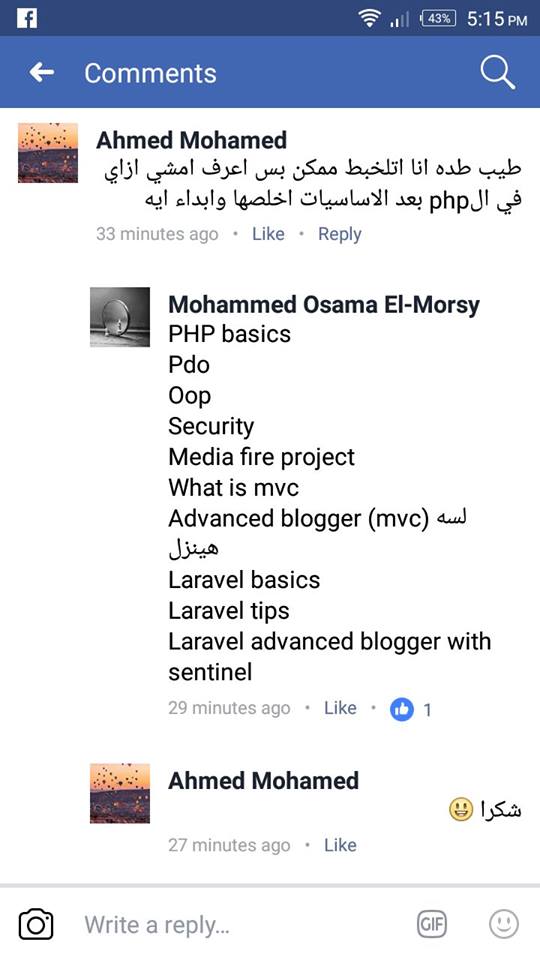 43% 5:15 PM
Comments
Ahmed Mohamed
طيب طده انا اتلخبط ممكن بس اعرف امشي ازاي
في الphp بعد الاساسيات اخلصها وابداء ايه
33 minutes ago • Like • Reply
Mohammed Osama El-Morsy
PHP basics
Pdo
Oop
Security
Media fire project
What is mvc
Advanced blogger (mvc) لسه
هينزل
Laravel basics
Laravel tips
Laravel advanced blogger with
sentinel
29 minutes ago • Like • 1
Ahmed Mohamed
شكرا 😃
27 minutes ago • Like
Write a reply...
GIF